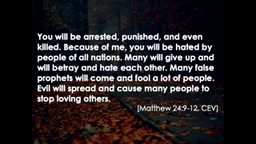 You will be arrested, punished, and even
killed. Because of me, you will be hated by
people of all nations. Many will give up and
will betray and hate each other. Many false
prophets will come and fool a lot of people.
Evil will spread and cause many people to
stop loving others.
[Matthew 24:9-12, CEV]